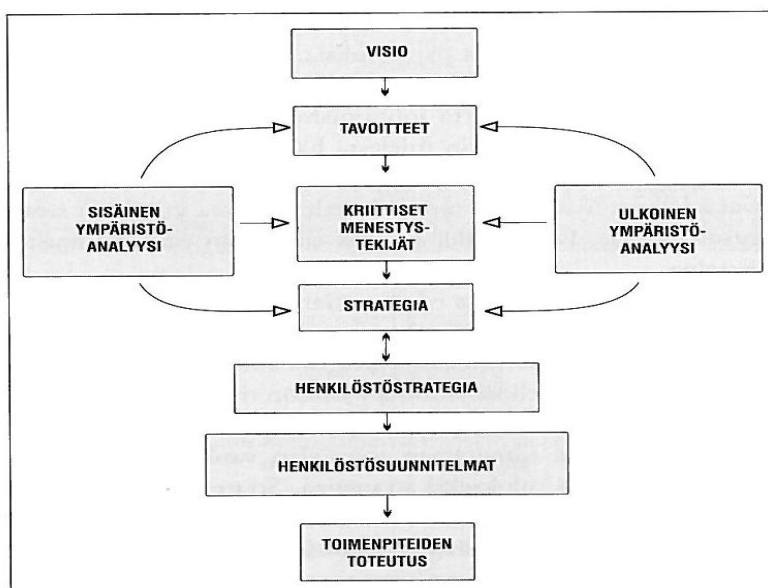 VISIO
TAVOITTEET
SISÄINEN
YMPÄRISTÖ-
ANALYYSI
KRIITTISET
MENESTYS-
TEKIJÄT
ULKOINEN
YMPÄRISTÖ-
ANALYYSI
STRATEGIA
HENKILÖSTÖSTRATEGIA
HENKILÖSTÖSUUNNITELMAT
TOIMENPITEIDEN
TOTEUTUS